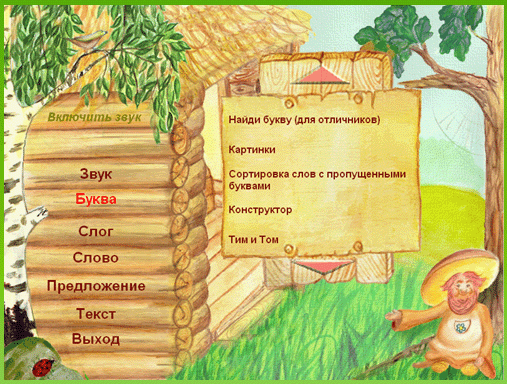 Включить звук
Звук
Буква
Слог
Слово
Предложение
Текст
Выход
Найди букву (для отличников)
Картинки
Сортировка слов с пропущенными
буквами
Конструктор
Тим и Том